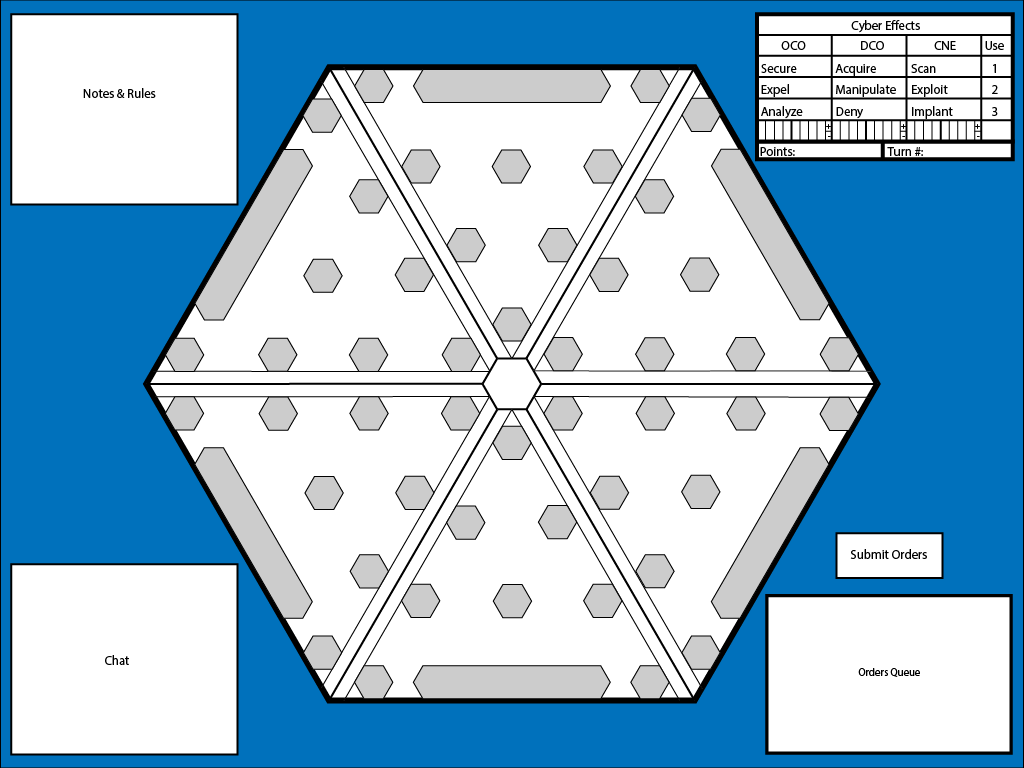 Notes & Rules
Cyber Effects
OCO DCO CNE Use
Secure Acquire Scan 1
Expel Manipulate Exploit 2
Analyze Deny Implant 3
+ + +
- - -
Points: Turn #:
Submit Orders
Chat
Orders Queue